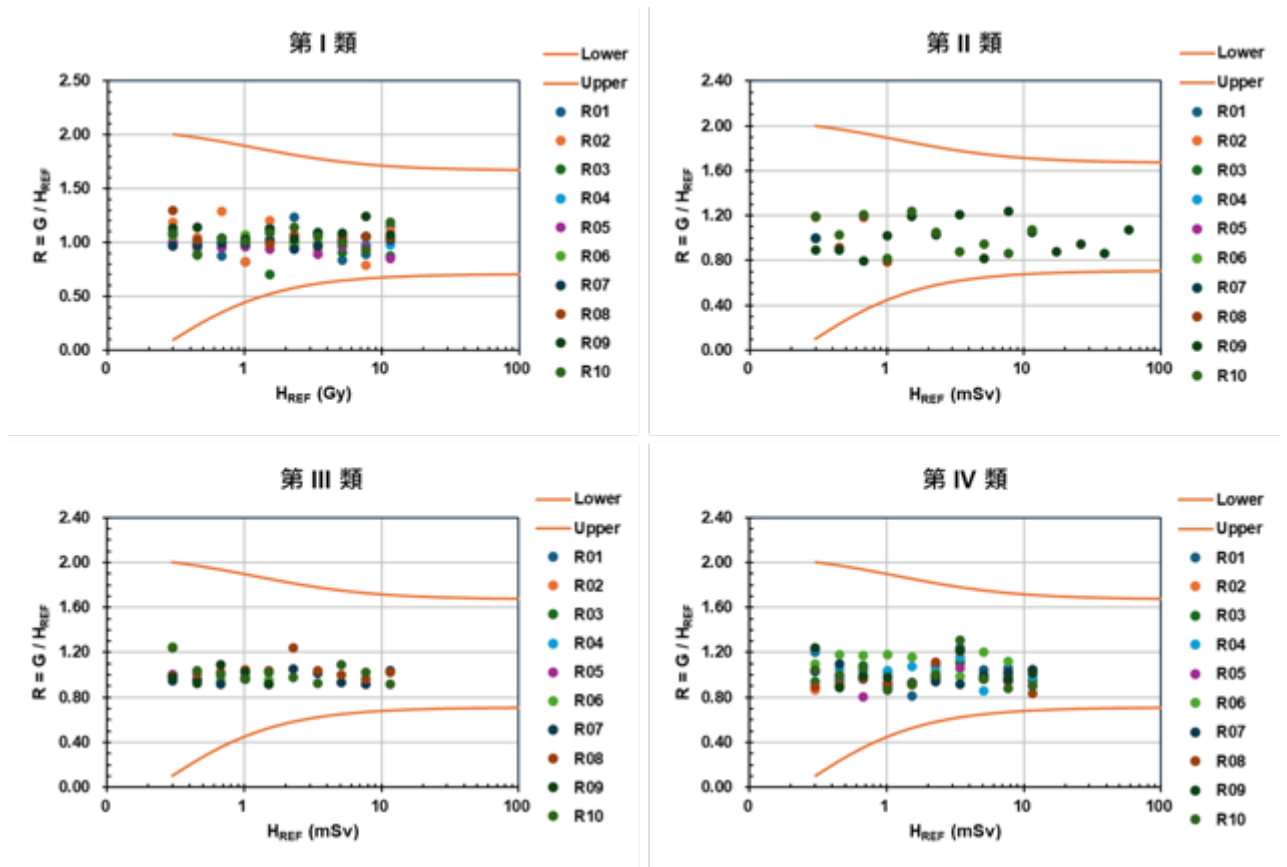 第 I 類
2.50
2.00
1.50
1.00
0.50
0.00
R = G / HREF
0
1
10
100
HREF (Gy)
Lower
Upper
R01
R02
R03
R04
R05
R06
R07
R08
R09
R10
第 II 類
2.40
2.00
1.60
1.20
0.80
0.40
0.00
R = G / HREF
0
1
10
100
HREF (mSv)
Lower
Upper
R01
R02
R03
R04
R05
R06
R07
R08
R09
R10
第 III 類
2.40
2.00
1.60
1.20
0.80
0.40
0.00
R = G / HREF
0
1
10
100
HREF (mSv)
Lower
Upper
R01
R02
R03
R04
R05
R06
R07
R08
R09
R10
第 IV 類
2.40
2.00
1.60
1.20
0.80
0.40
0.00
R = G / HREF
0
1
10
100
HREF (mSv)
Lower
Upper
R01
R02
R03
R04
R05
R06
R07
R08
R09
R10